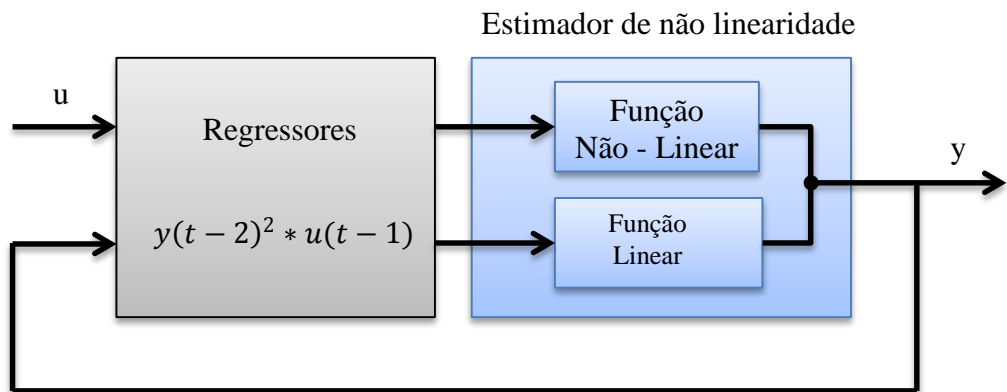 Estimador de não linearidade
u
Regressores
y(t − 2)² * u(t − 1)
Função
Não - Linear
Função
Linear
y